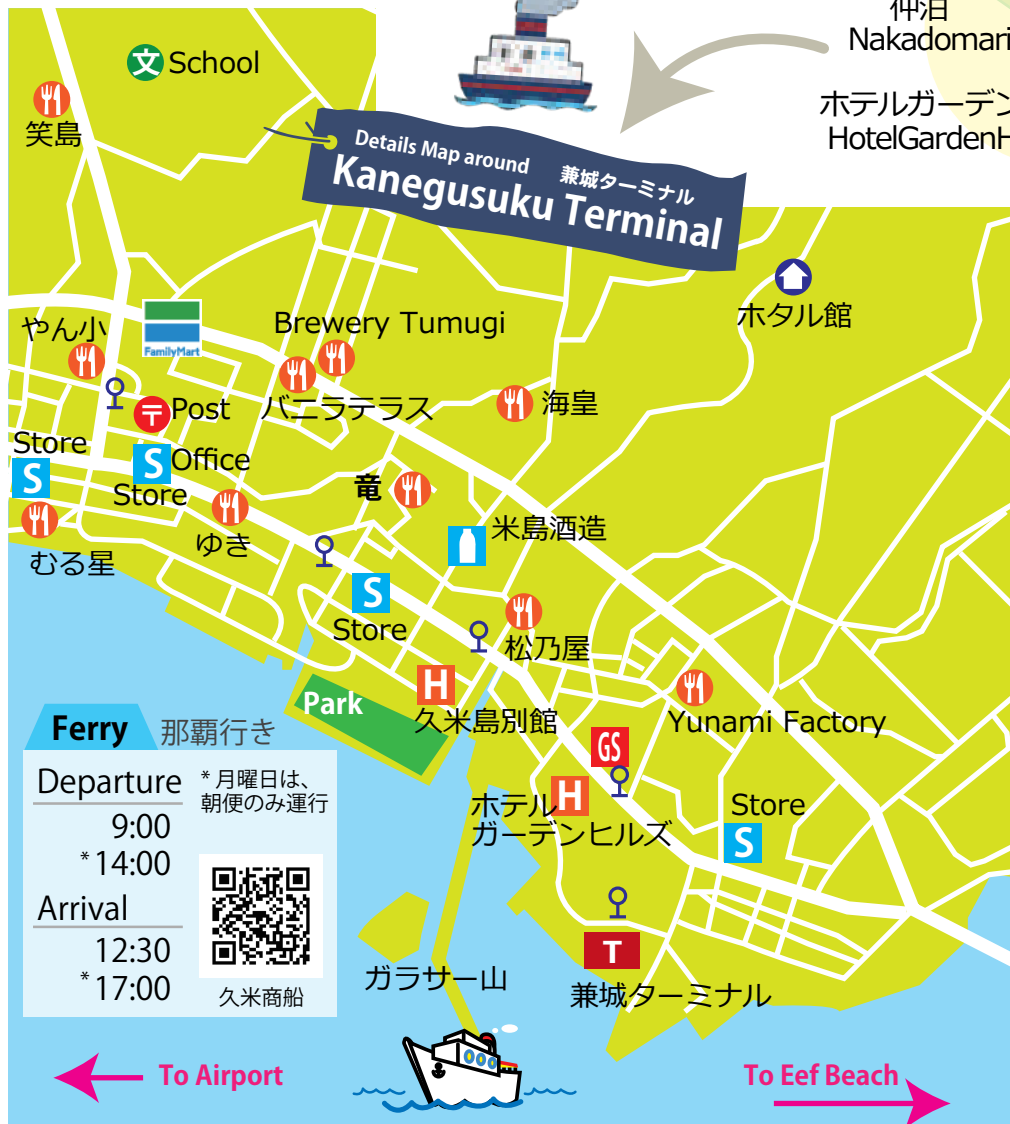 仲泊
Nakadomari
ホテルガーデン
HotelGardenH
文 School
笑島
Details Map around 兼城ターミナル
Kanegusuku Terminal
ホタル館
やん小
FamilyMart
Brewery Tumugi
バニラテラス
海皇
〒 Post
Office
Store
S
S
Store
竜
ゆき
むる星
米島酒造
S
Store
松乃屋
H
久米島別館
Park
Yunami Factory
GS
ホテル H
ガーデンヒルズ
Store
S
T
兼城ターミナル
ガラサー山
Ferry 那覇行き
Departure
* 月曜日は、
朝便のみ運行
9:00
*14:00
Arrival
12:30
*17:00
久米商船
To Airport
To Eef Beach